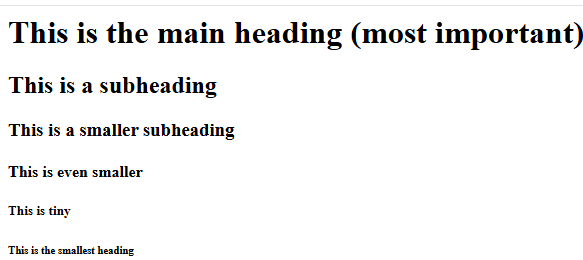 This is the main heading (most important)
This is a subheading
This is a smaller subheading
This is even smaller
This is tiny
This is the smallest heading